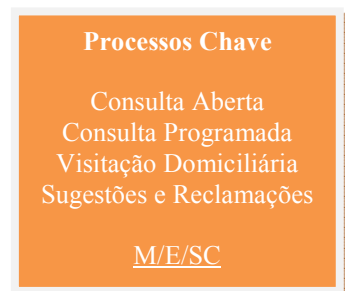 Processos Chave
Consulta Aberta
Consulta Programada
Visitação Domiciliária
Sugestões e Reclamações
M/E/SC